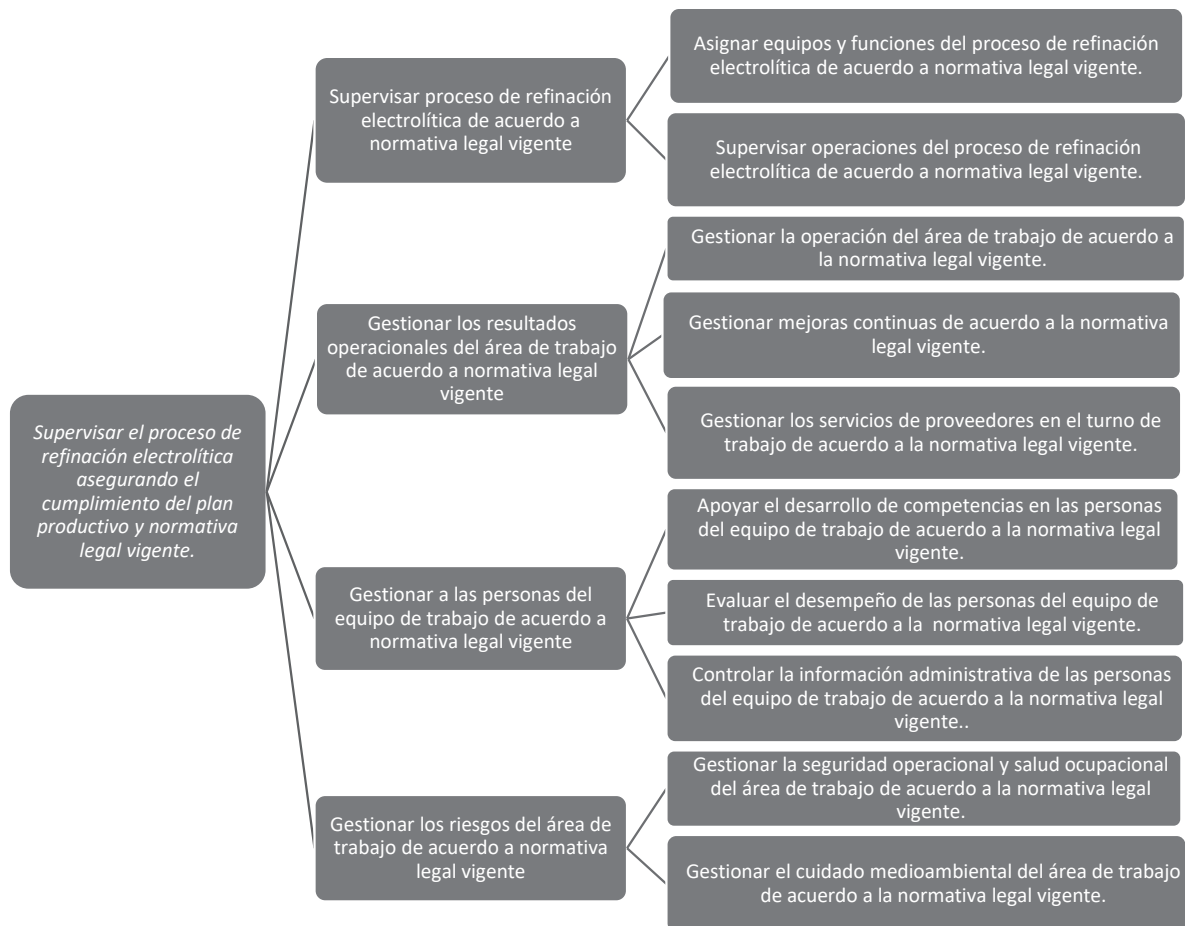 Supervisar el proceso de
refinación electrolítica
asegurando el
cumplimiento del plan
productivo y normativa
legal vigente.
Supervisar proceso de refinación
electrolítica de acuerdo a
normativa legal vigente
Asignar equipos y funciones del proceso de refinación
electrolítica de acuerdo a normativa legal vigente.
Supervisar operaciones del proceso de refinación
electrolítica de acuerdo a normativa legal vigente.
Gestionar los resultados
operacionales del área de trabajo
de acuerdo a normativa legal
vigente
Gestionar la operación del área de trabajo de acuerdo a
la normativa legal vigente.
Gestionar mejoras continuas de acuerdo a la normativa
legal vigente.
Gestionar los servicios de proveedores en el turno de
trabajo de acuerdo a la normativa legal vigente.
Gestionar a las personas del
equipo de trabajo de acuerdo a
normativa legal vigente
Apoyar el desarrollo de competencias en las personas
del equipo de trabajo de acuerdo a la normativa legal
vigente.
Evaluar el desempeño de las personas del equipo de
trabajo de acuerdo a la  normativa legal vigente.
Controlar la información administrativa de las personas
del equipo de trabajo de acuerdo a la normativa legal
vigente..
Gestionar los riesgos del área de
trabajo de acuerdo a normativa
legal vigente
Gestionar la seguridad operacional y salud ocupacional
del área de trabajo de acuerdo a la normativa legal
vigente.
Gestionar el cuidado medioambiental del área de trabajo
de acuerdo a la normativa legal vigente.